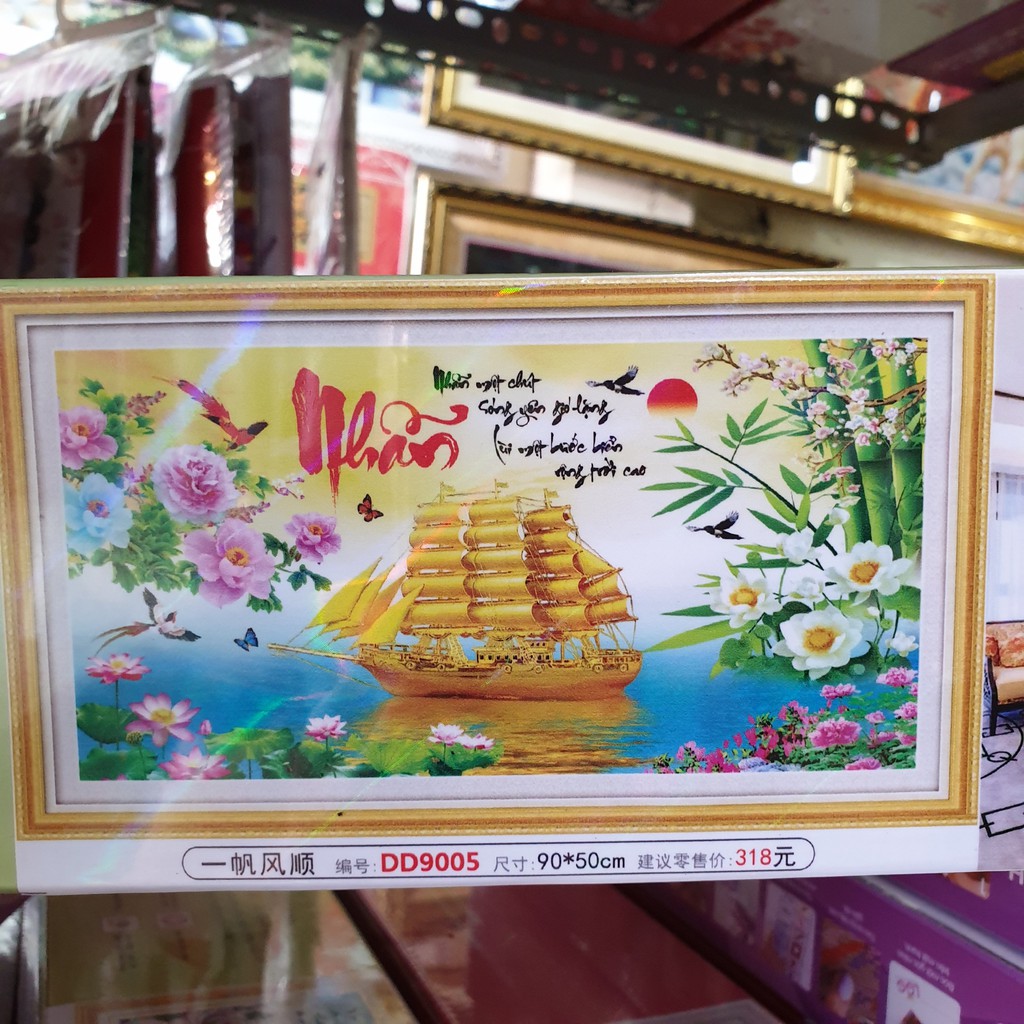 Nhẫn
Nhẫn một chút
sóng yên gió lặng
Lùi một bước biển
rộng trời cao
一帆风顺 编号:DD9005 尺寸:90*50cm 建议零售价:318元